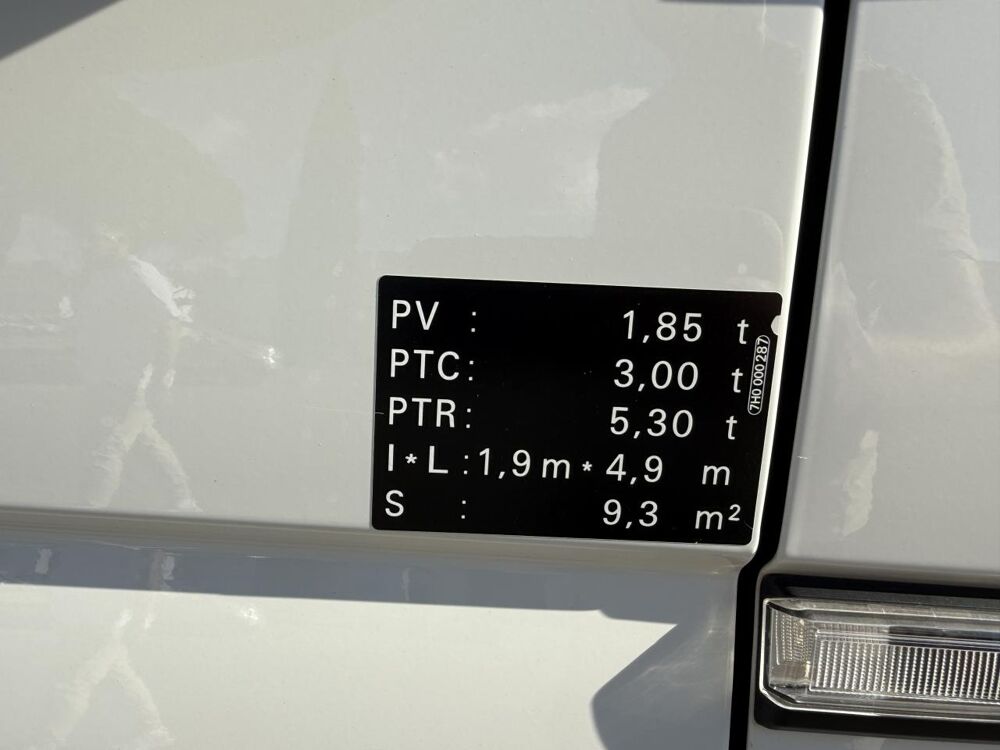 PV : 1,85 t
PTC: 3,00 t
PTR: 5,30 t
I*L :1,9 m * 4,9 m
S : 9,3 m²
7H0 000 287